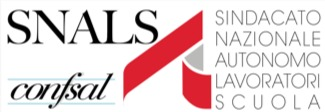 SNALS
confsal
SINDACATO
NAZIONALE
AUTONOMO
LAVORATORI
SCUOLA